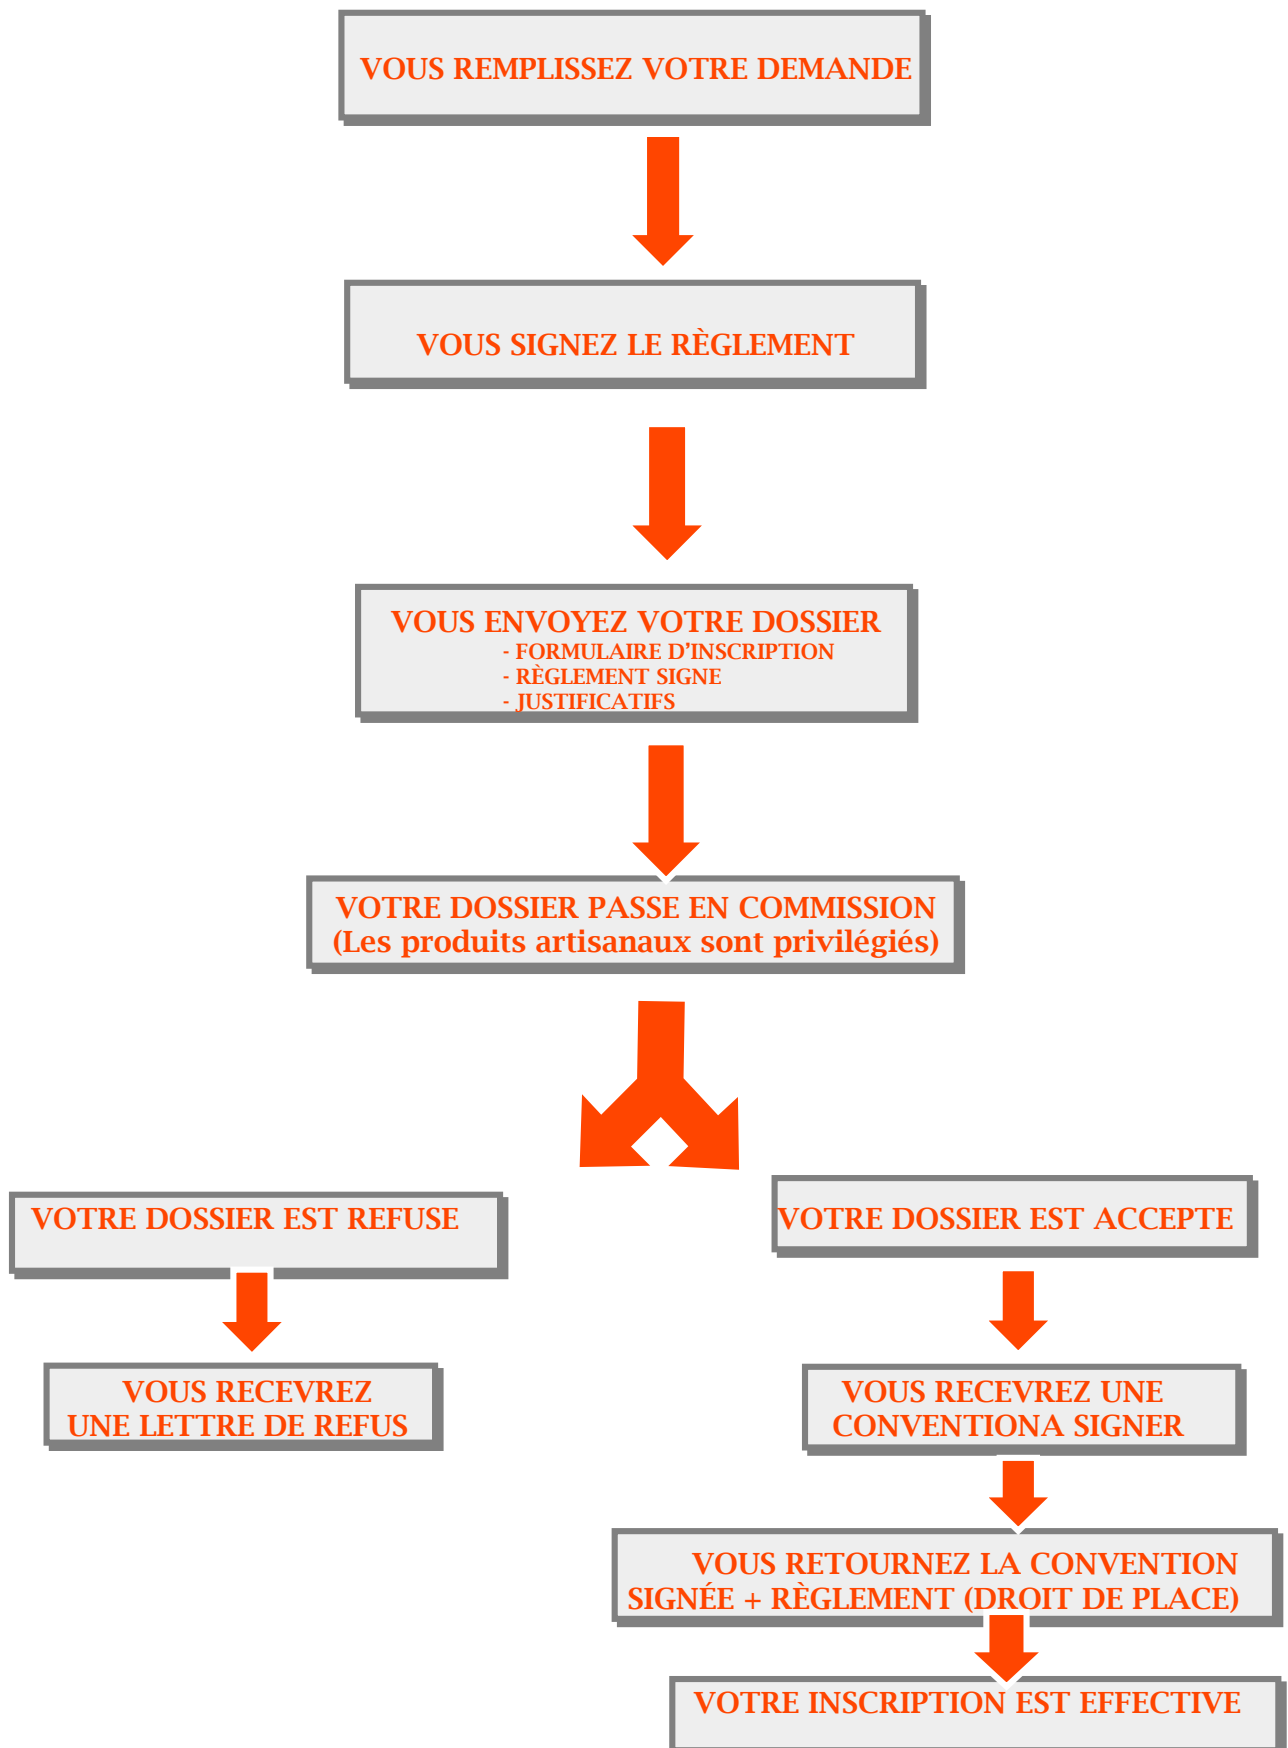 VOUS REMPLISSEZ VOTRE DEMANDE
VOUS SIGNEZ LE RÈGLEMENT
VOUS ENVOYEZ VOTRE DOSSIER
- FORMULAIRE D'INSCRIPTION
- RÈGLEMENT SIGNE
- JUSTIFICATIFS
VOTRE DOSSIER PASSE EN COMMISSION
(Les produits artisanaux sont privilégiés)
VOTRE DOSSIER EST REFUSE
VOUS RECEVREZ
UNE LETTRE DE REFUS
VOTRE DOSSIER EST ACCEPTE
VOUS RECEVREZ UNE
CONVENTIONA SIGNER
VOUS RETOURNEZ LA CONVENTION
SIGNÉE + RÈGLEMENT (DROIT DE PLACE)
VOTRE INSCRIPTION EST EFFECTIVE